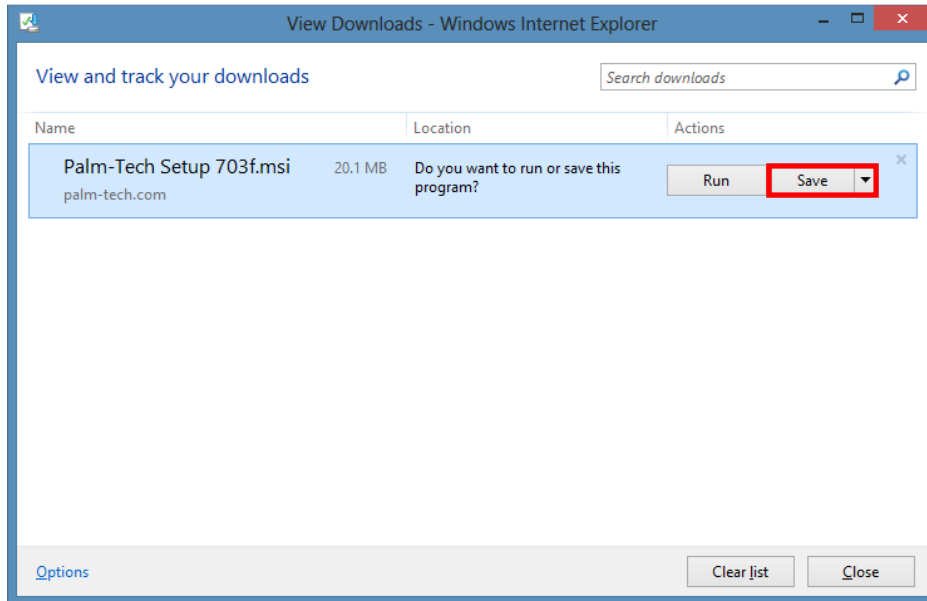 View Downloads - Windows Internet Explorer
View and track your downloads
Search downloads
Name Location Actions
Palm-Tech Setup 703f.msi 20.1 MB Do you want to run or save this
program?
palm-tech.com
Run Save
Options Clear list Close